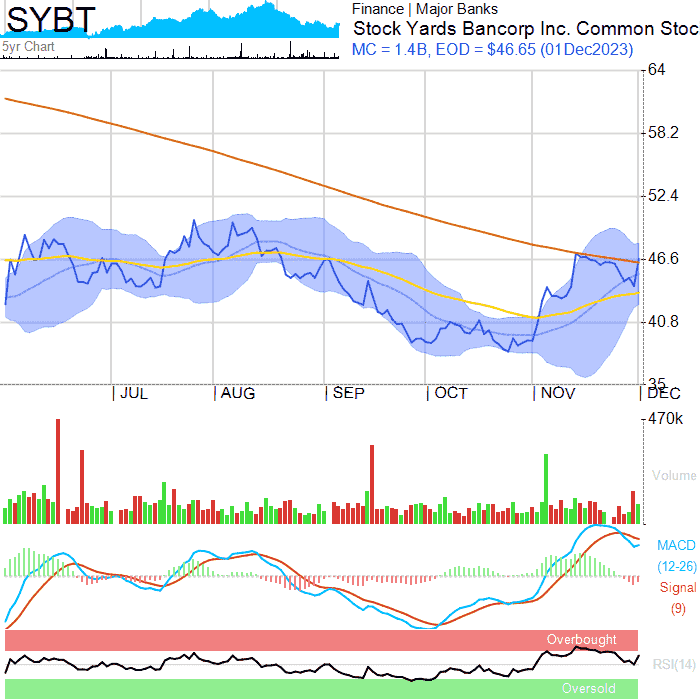 SYBT
5yr Chart
Finance | Major Banks
Stock Yards Bancorp Inc. Common Stoc
MC = 1.4B, EOD = $46.65 (01Dec2023)
64
58.2
52.4
46.6
40.8
35
JUL
AUG
SEP
OCT
NOV
DEC
470k
Volume
MACD
(12-26)
Signal
(9)
Overbought
RSI(14)
Oversold